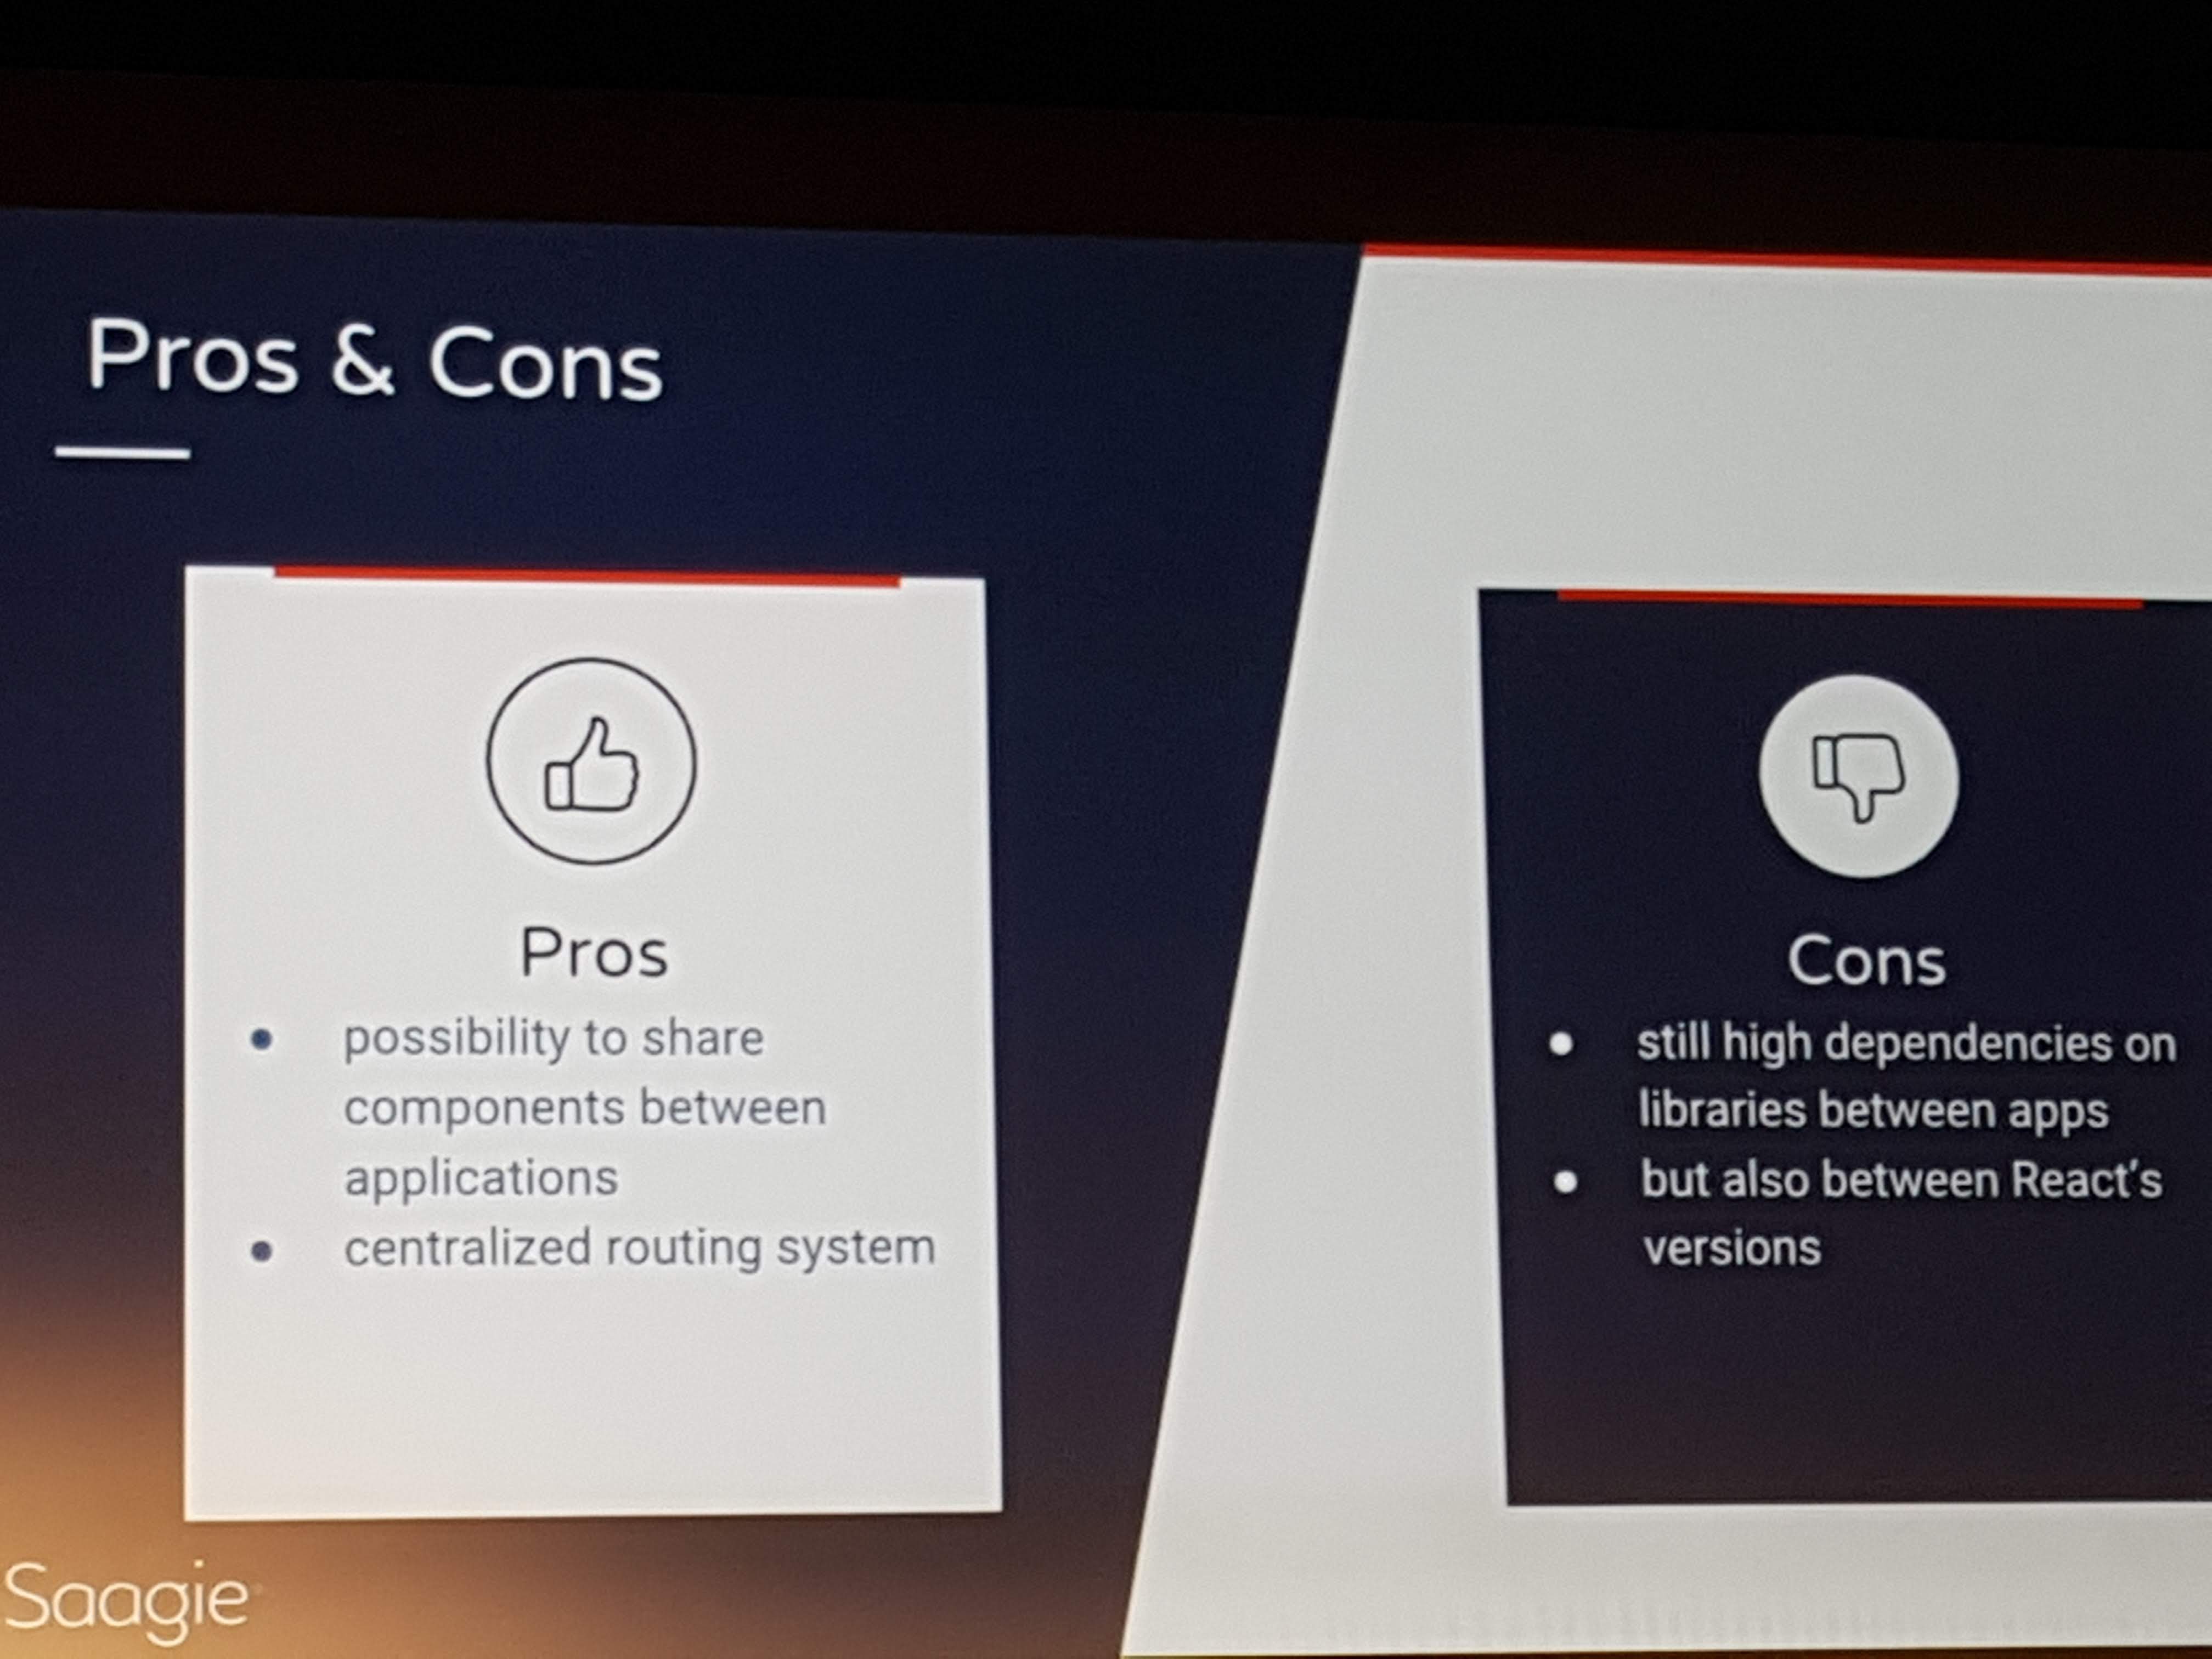 Pros & Cons
Pros
• possibility to share
components between
applications
• centralized routing system
Cons
• still high dependencies on
libraries between apps
• but also between React's
versions
Saagie